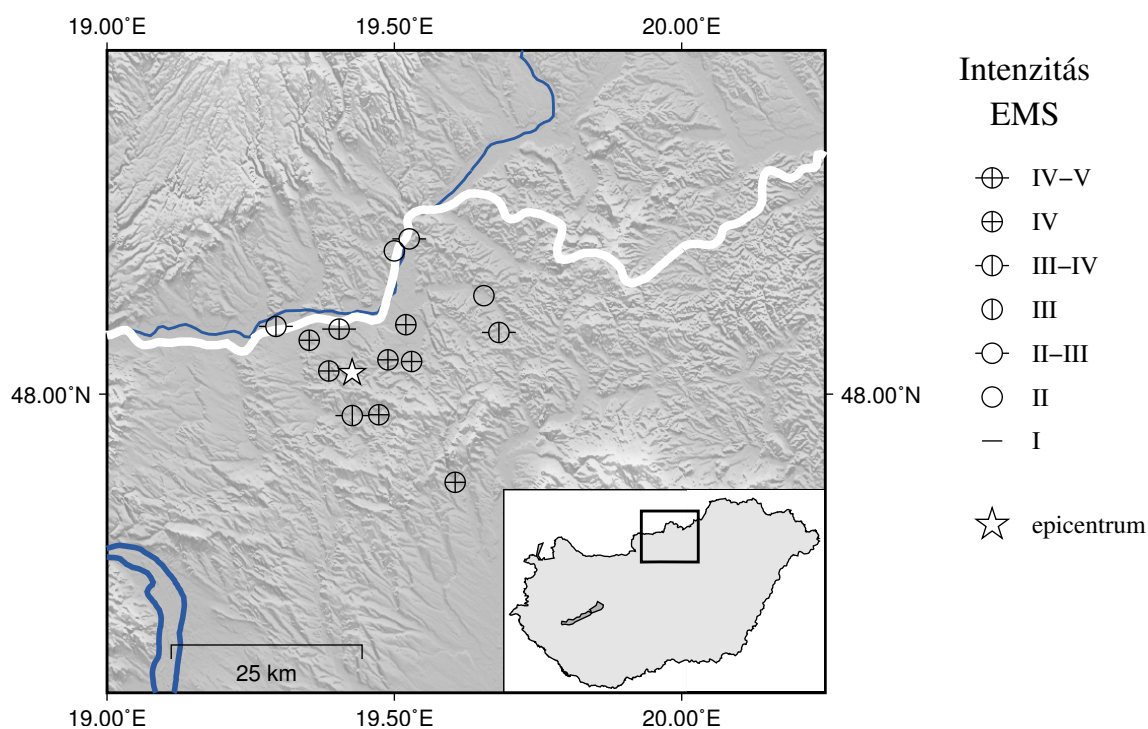 19.00˚E 19.50˚E 20.00˚E
48.00˚N 48.00˚N
25 km
19.00˚E 19.50˚E 20.00˚E
Intenzitás
EMS
IV−V
IV
III−IV
III
II−III
II
I
epicentrum